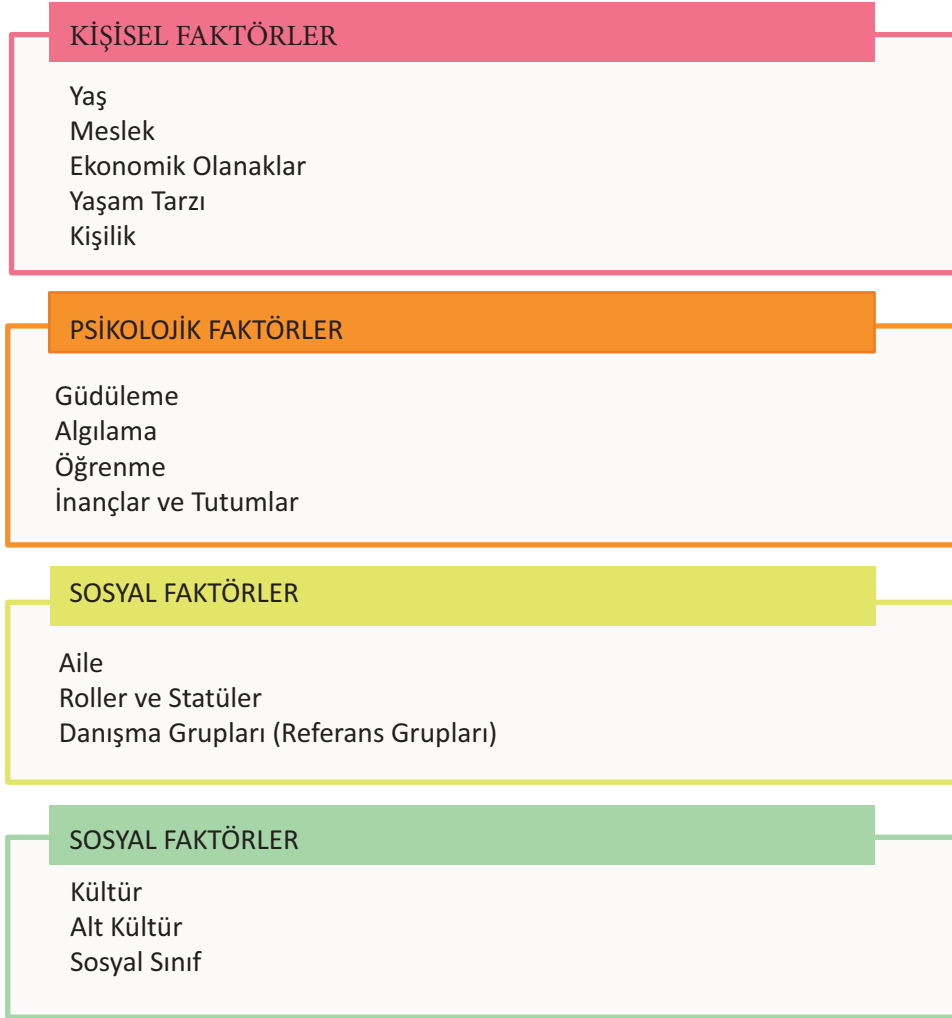 KİŞİSEL FAKTÖRLER
Yaş
Meslek
Ekonomik Olanaklar
Yaşam Tarzı
Kişilik
PSİKOLOJİK FAKTÖRLER
Güdüleme
Algılama
Öğrenme
İnançlar ve Tutumlar
SOSYAL FAKTÖRLER
Aile
Roller ve Statüler
Danışma Grupları (Referans Grupları)
SOSYAL FAKTÖRLER
Kültür
Alt Kültür
Sosyal Sınıf